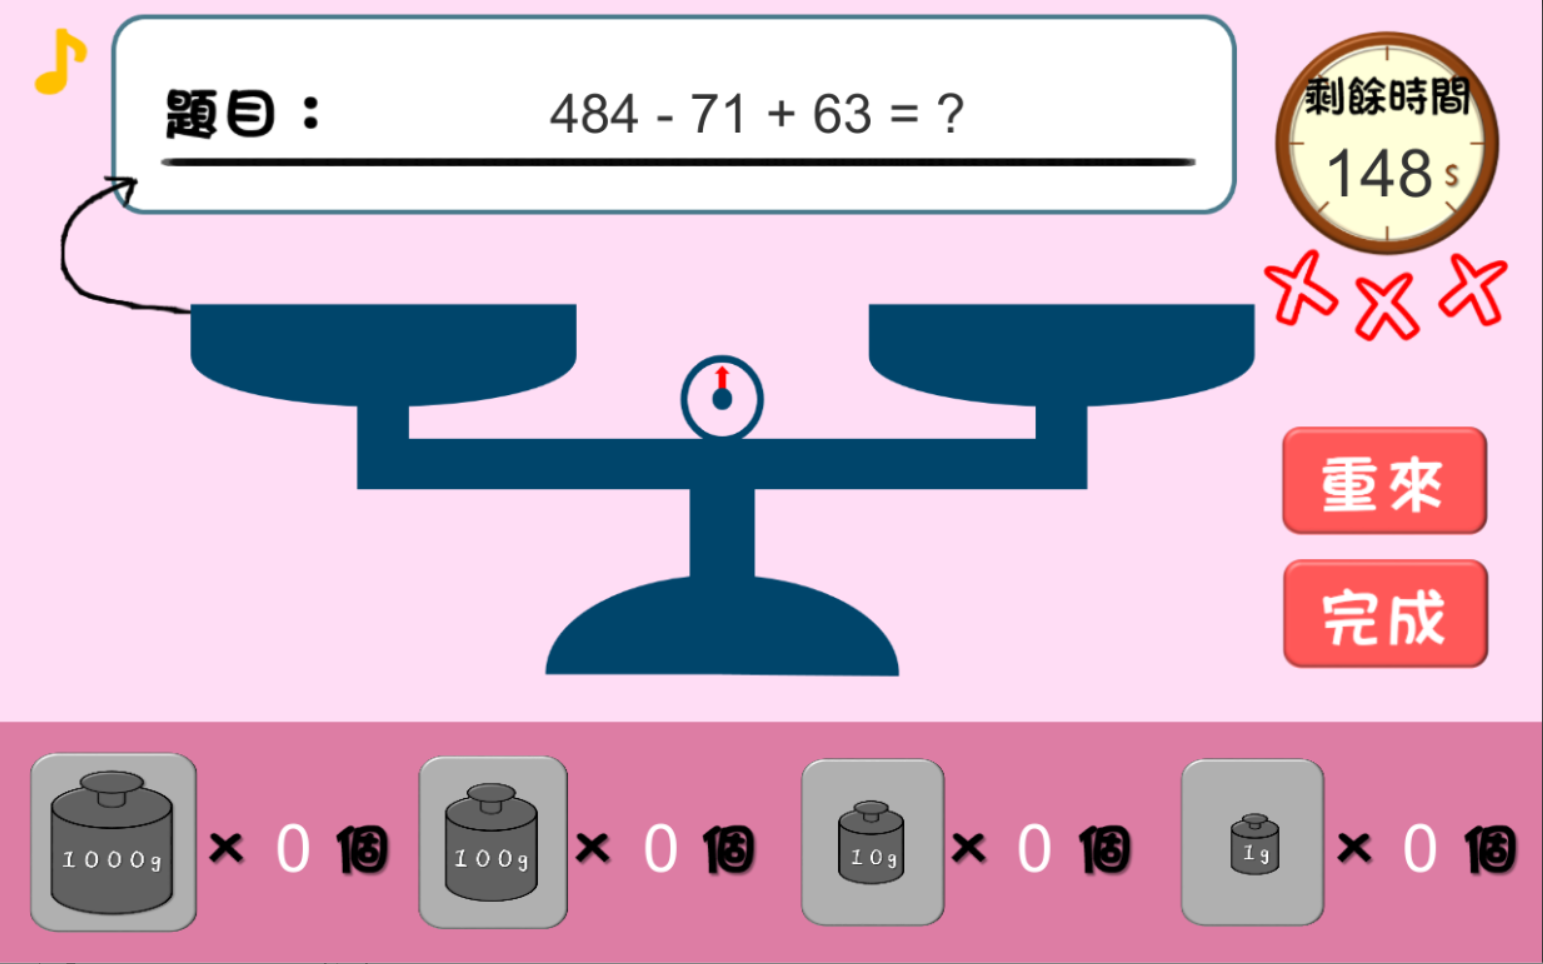 題目： 484 - 71 + 63 = ?
剩餘時間
148 s
重來
完成
1000g × 0 個 100g × 0 個 10g × 0 個 1g × 0 個